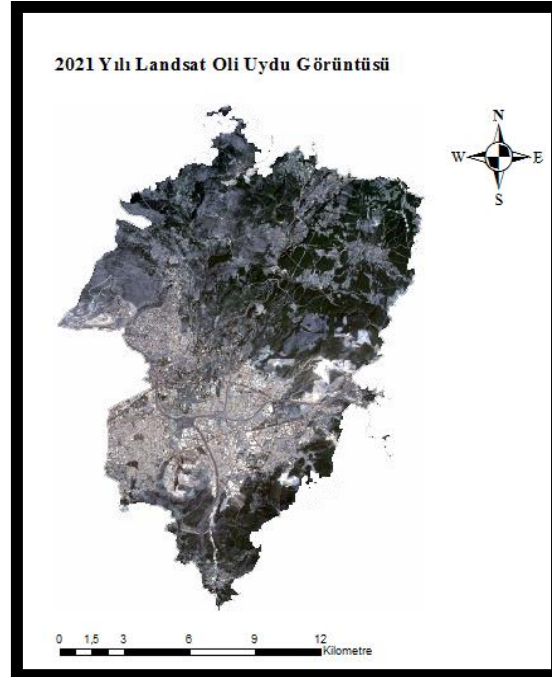 2021 Yılı Landsat Oli Uydu Görüntüsü
N
W E
S
0 1,5 3 6 9 12
Kilometre